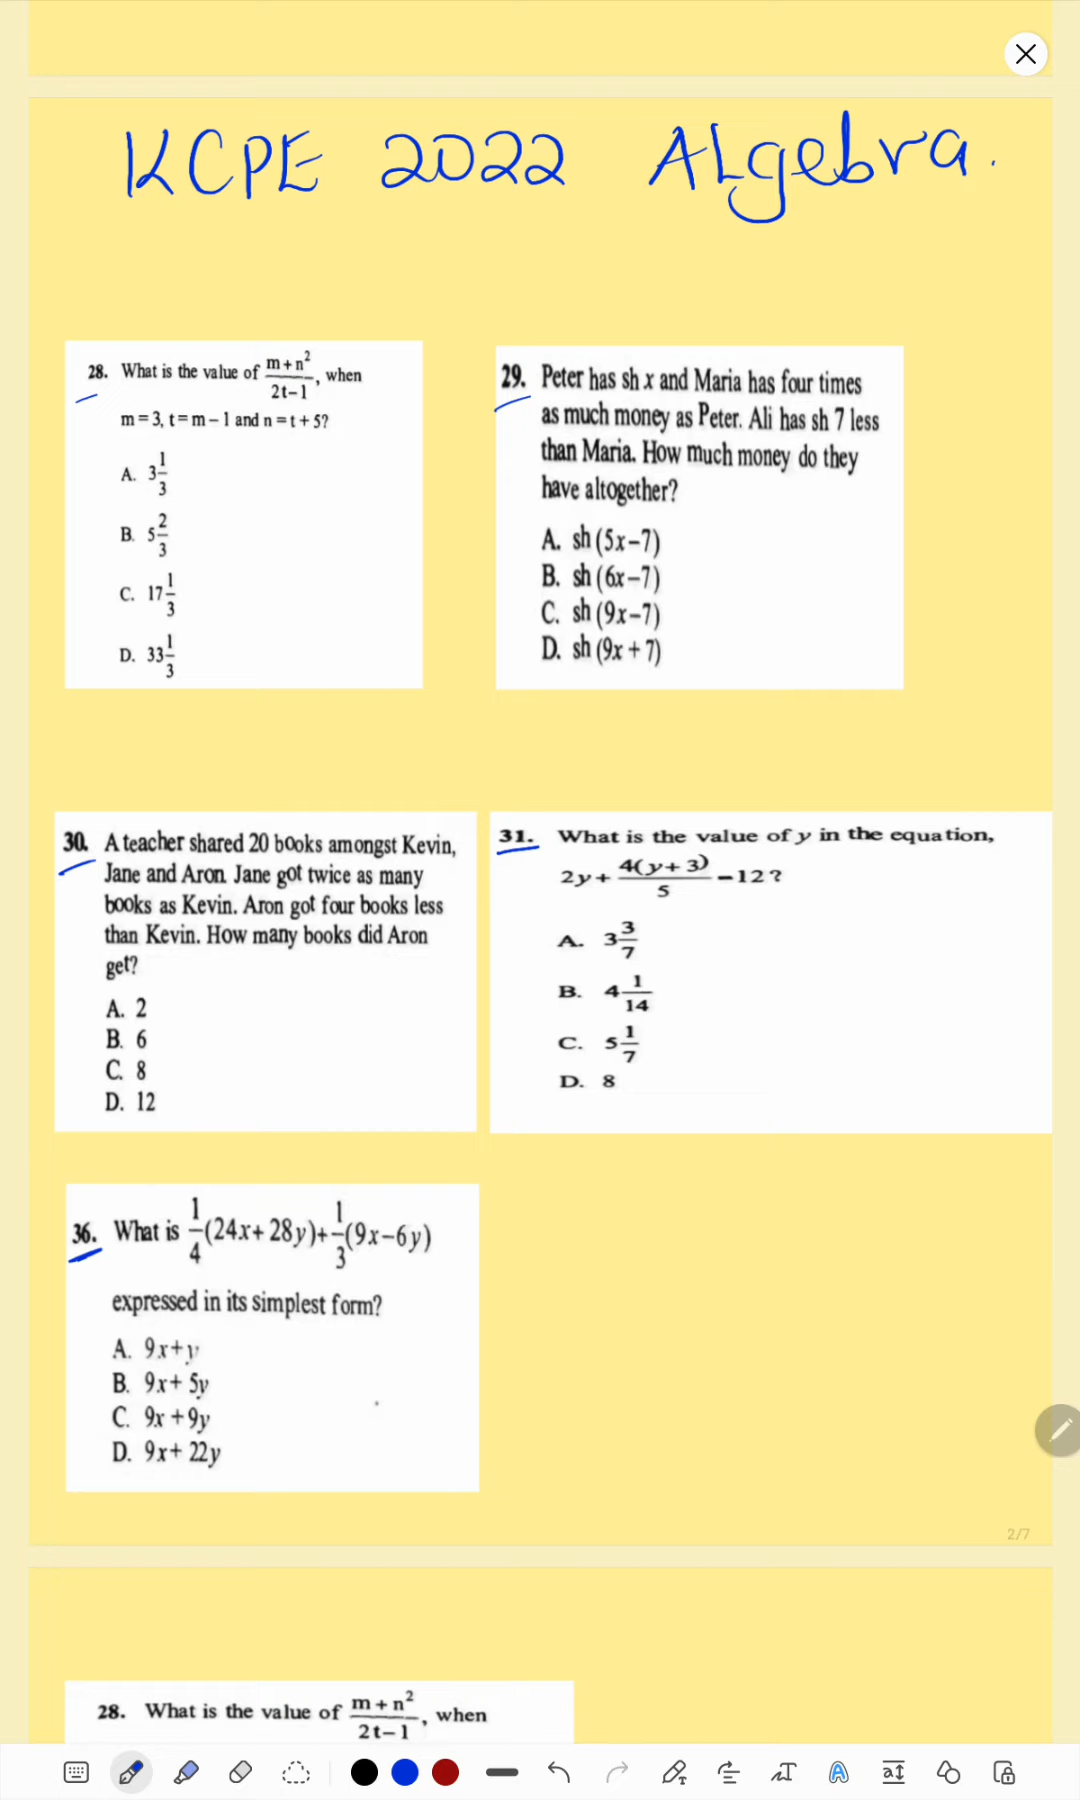 KCPE 2022 ALgebra.
28. What is the value of m+n²/2t-1, when
m=3, t=m-1 and n=t+5?
A. 3 1/3
B. 5 2/3
C. 17 1/3
D. 33 1/3
29. Peter has sh x and Maria has four times
as much money as Peter. Ali has sh 7 less
than Maria. How much money do they
have altogether?
A. sh (5x-7)
B. sh (6x-7)
C. sh (9x-7)
D. sh (9x+7)
30. A teacher shared 20 books amongst Kevin,
Jane and Aron. Jane got twice as many
books as Kevin. Aron got four books less
than Kevin. How many books did Aron
get?
A. 2
B. 6
C. 8
D. 12
31. What is the value of y in the equation,
2y+ 4(y+3)/5 -12?
A. 3 3/7
B. 4 1/14
C. 5 1/7
D. 8
36. What is 1/4(24x+28y)+1/3(9x-6y)
expressed in its simplest form?
A. 9x+y
B. 9x+5y
C. 9x+9y
D. 9x+22y
2/7
28. What is the value of m+n²/2t-1, when